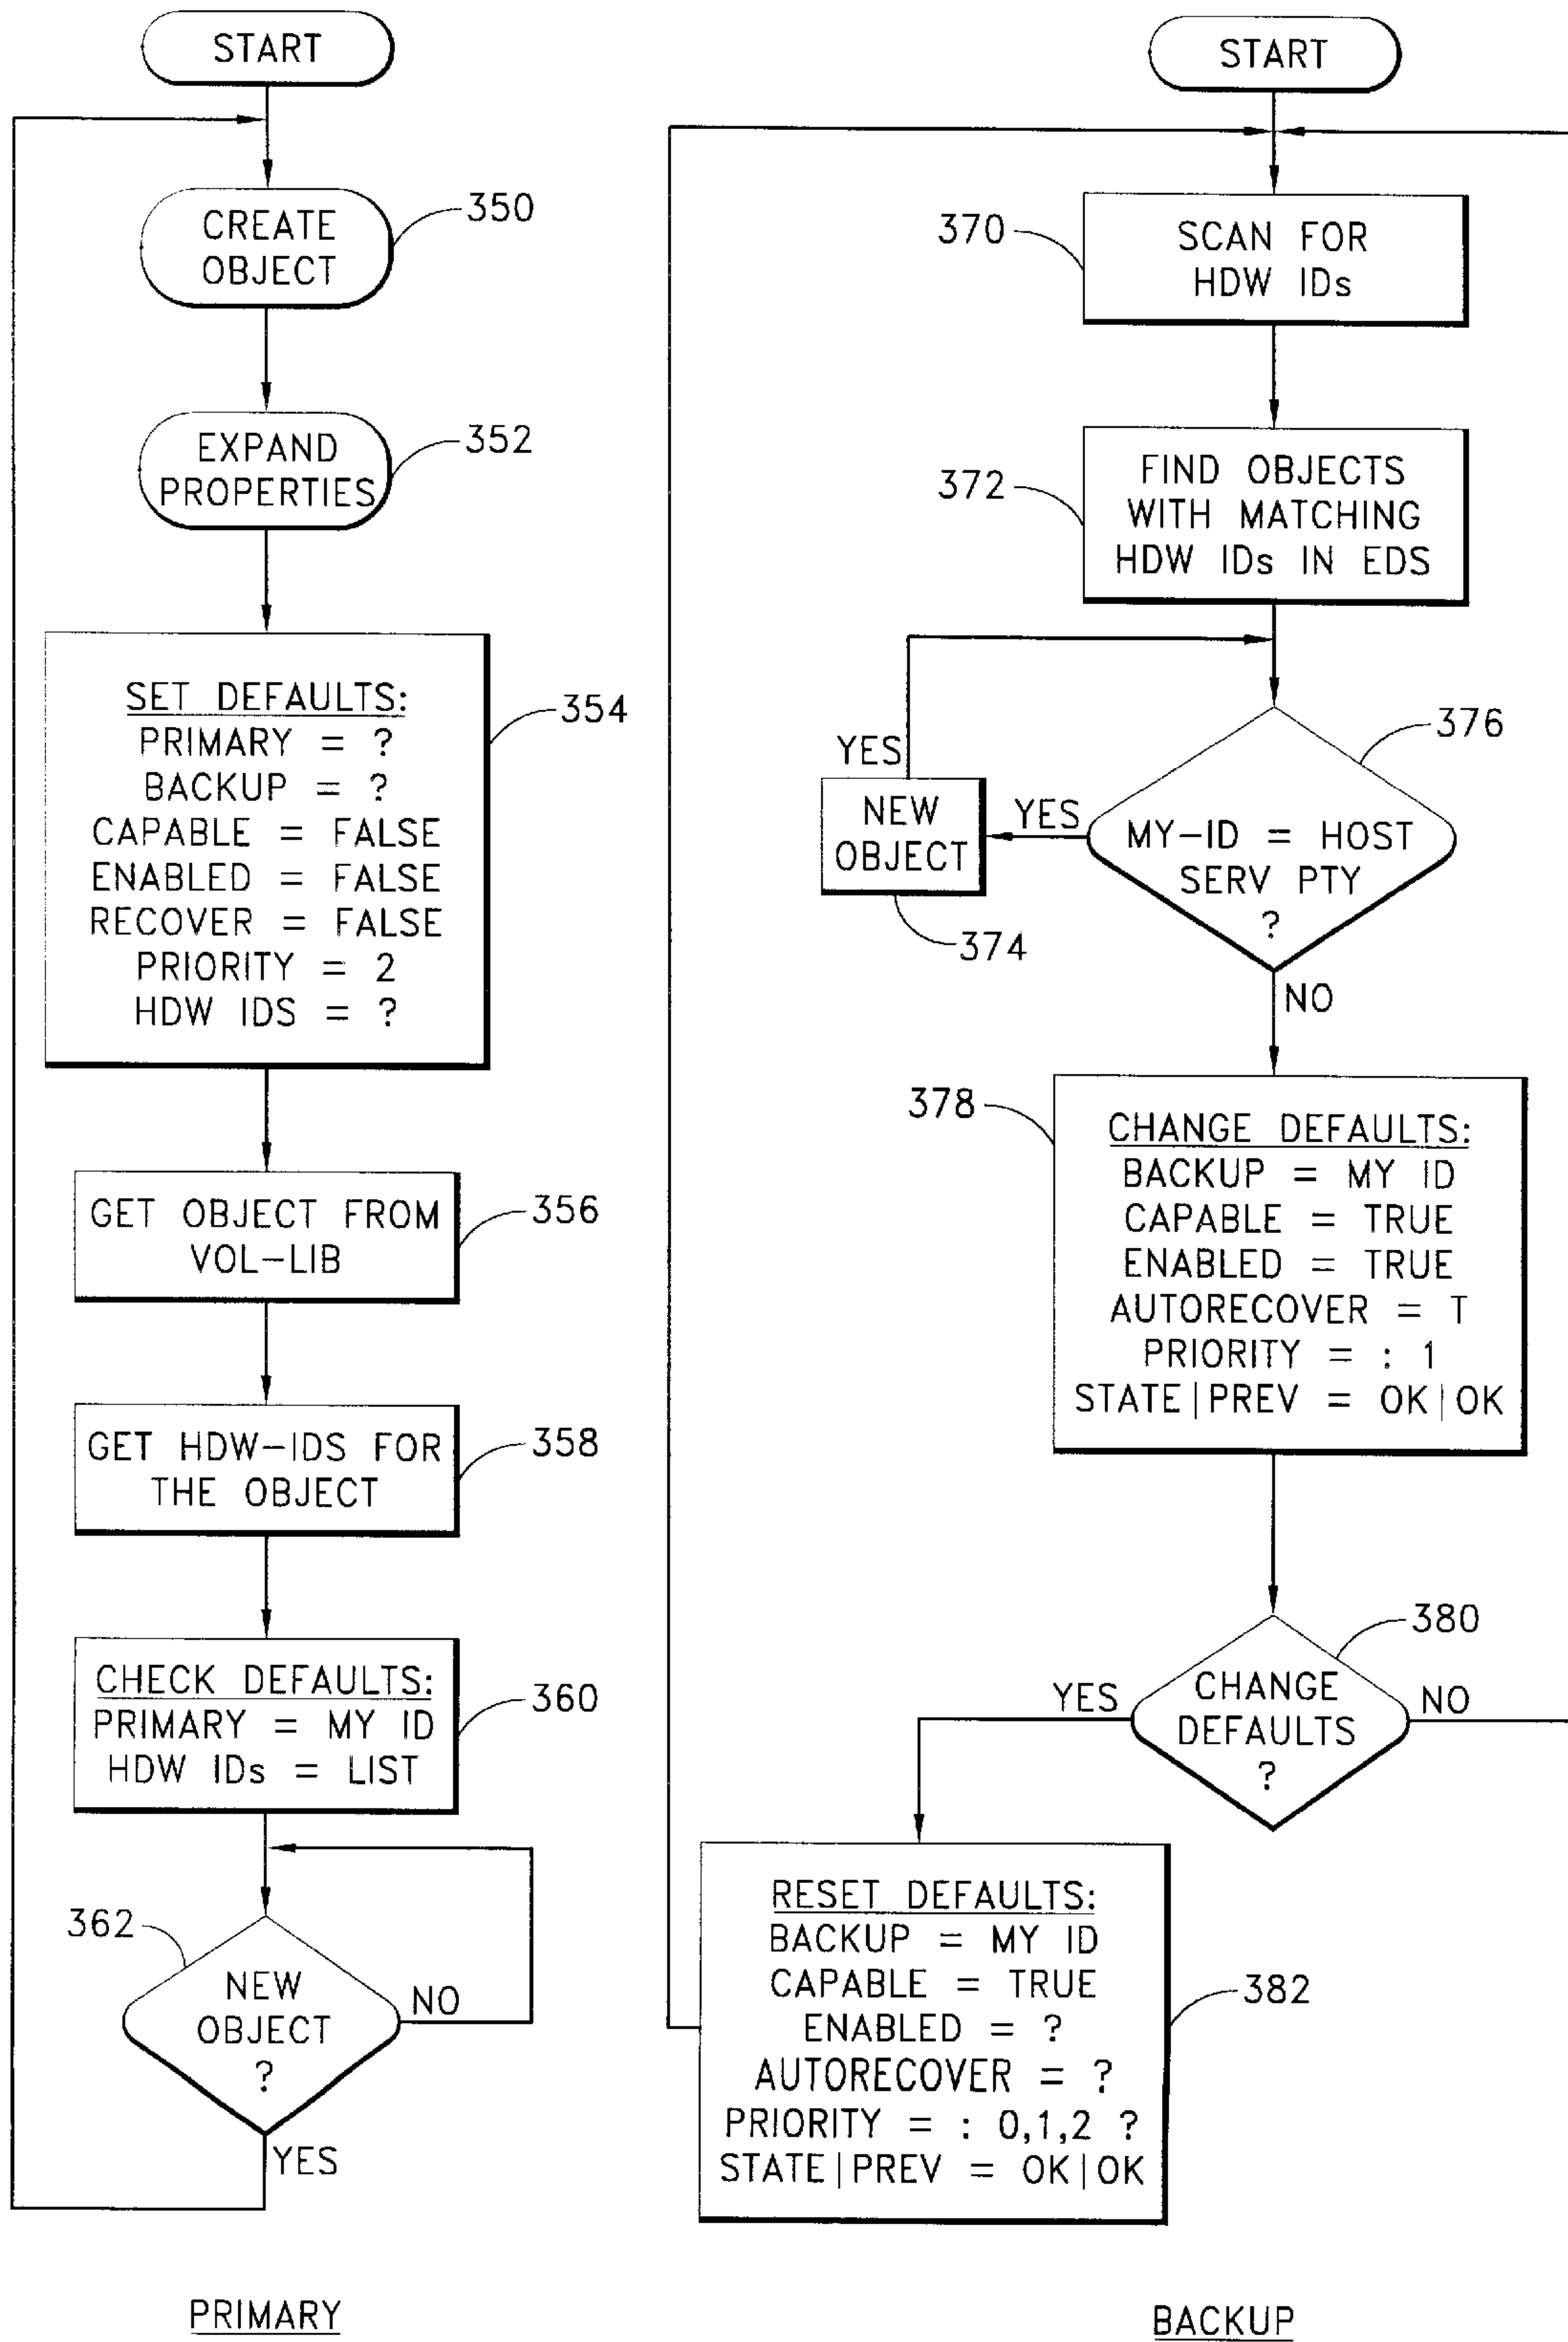 START
CREATE
OBJECT
350
EXPAND
PROPERTIES
352
SET DEFAULTS:
PRIMARY = ?
BACKUP = ?
CAPABLE = FALSE
ENABLED = FALSE
RECOVER = FALSE
PRIORITY = 2
HDW IDS = ?
354
GET OBJECT FROM
VOL-LIB
356
GET HDW-IDS FOR
THE OBJECT
358
CHECK DEFAULTS:
PRIMARY = MY ID
HDW IDs = LIST
360
362
NEW
OBJECT
?
NO
YES
PRIMARY
START
370
SCAN FOR
HDW IDs
372
FIND OBJECTS
WITH MATCHING
HDW IDs IN EDS
376
MY-ID = HOST
SERV PTY
?
YES
YES
NEW
OBJECT
374
NO
378
CHANGE DEFAULTS:
BACKUP = MY ID
CAPABLE = TRUE
ENABLED = TRUE
AUTORECOVER = T
PRIORITY = : 1
STATE|PREV = OK|OK
380
CHANGE
DEFAULTS
?
YES
NO
RESET DEFAULTS:
BACKUP = MY ID
CAPABLE = TRUE
ENABLED = ?
AUTORECOVER = ?
PRIORITY = : 0,1,2 ?
STATE|PREV = OK|OK
382
BACKUP